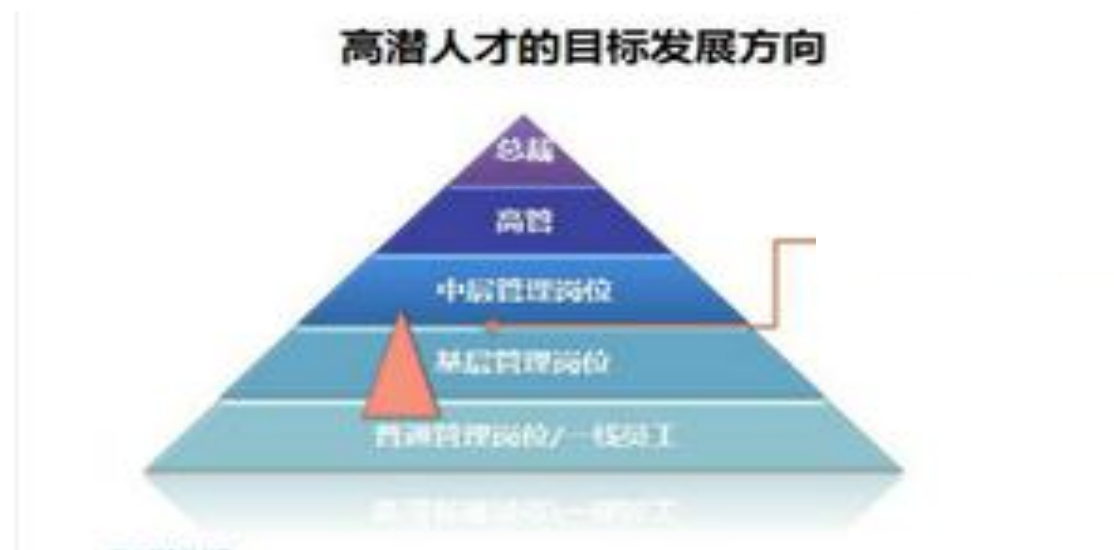 高潜人才的目标发展方向
总裁
高管
中层管理岗位
基层管理岗位
普通管理岗位/一线员工